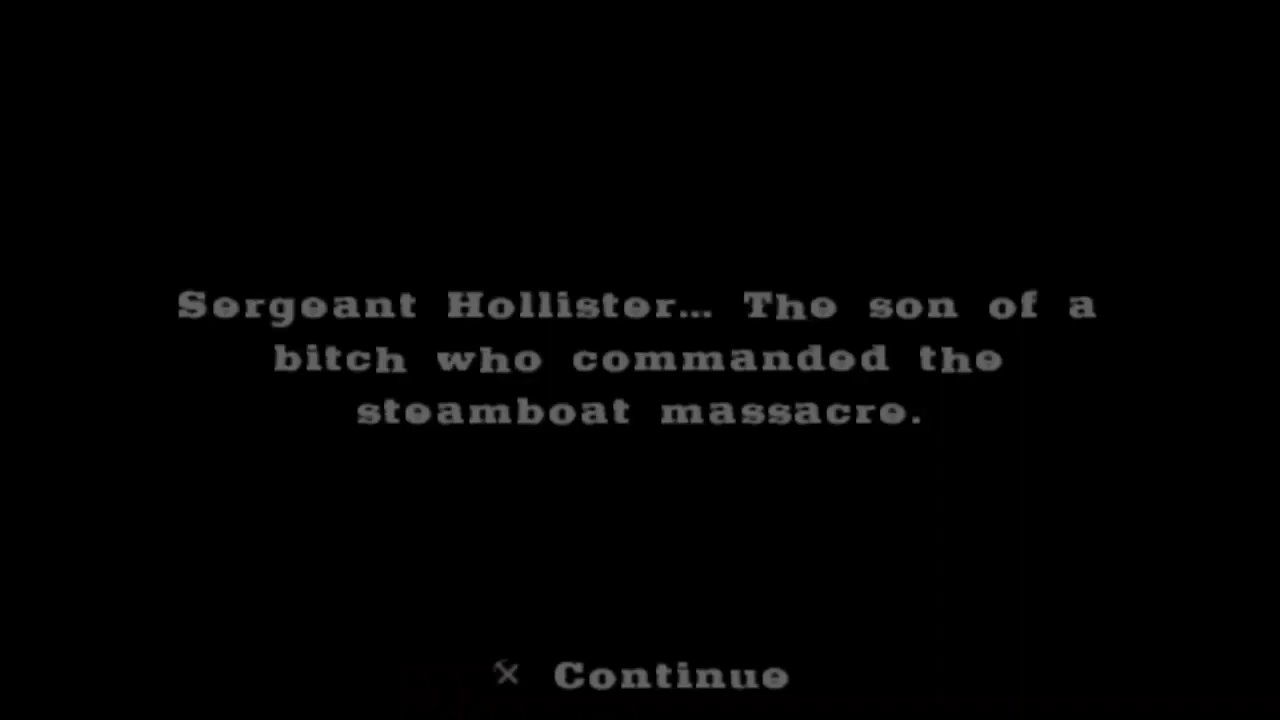 Sergeant Hollister... The son of a
bitch who commanded the
steamboat massacre.
Continue